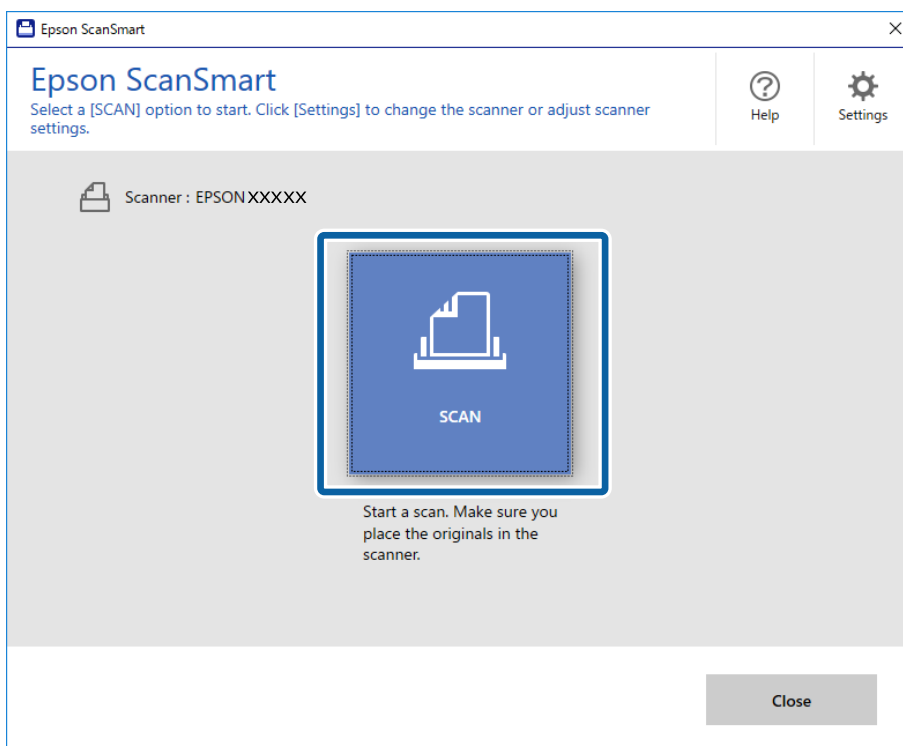 Epson ScanSmart
Epson ScanSmart
Select a [SCAN] option to start. Click [Settings] to change the scanner or adjust scanner
settings.
Help
Settings
Scanner : EPSON XXXXX
SCAN
Start a scan. Make sure you
place the originals in the
scanner.
Close